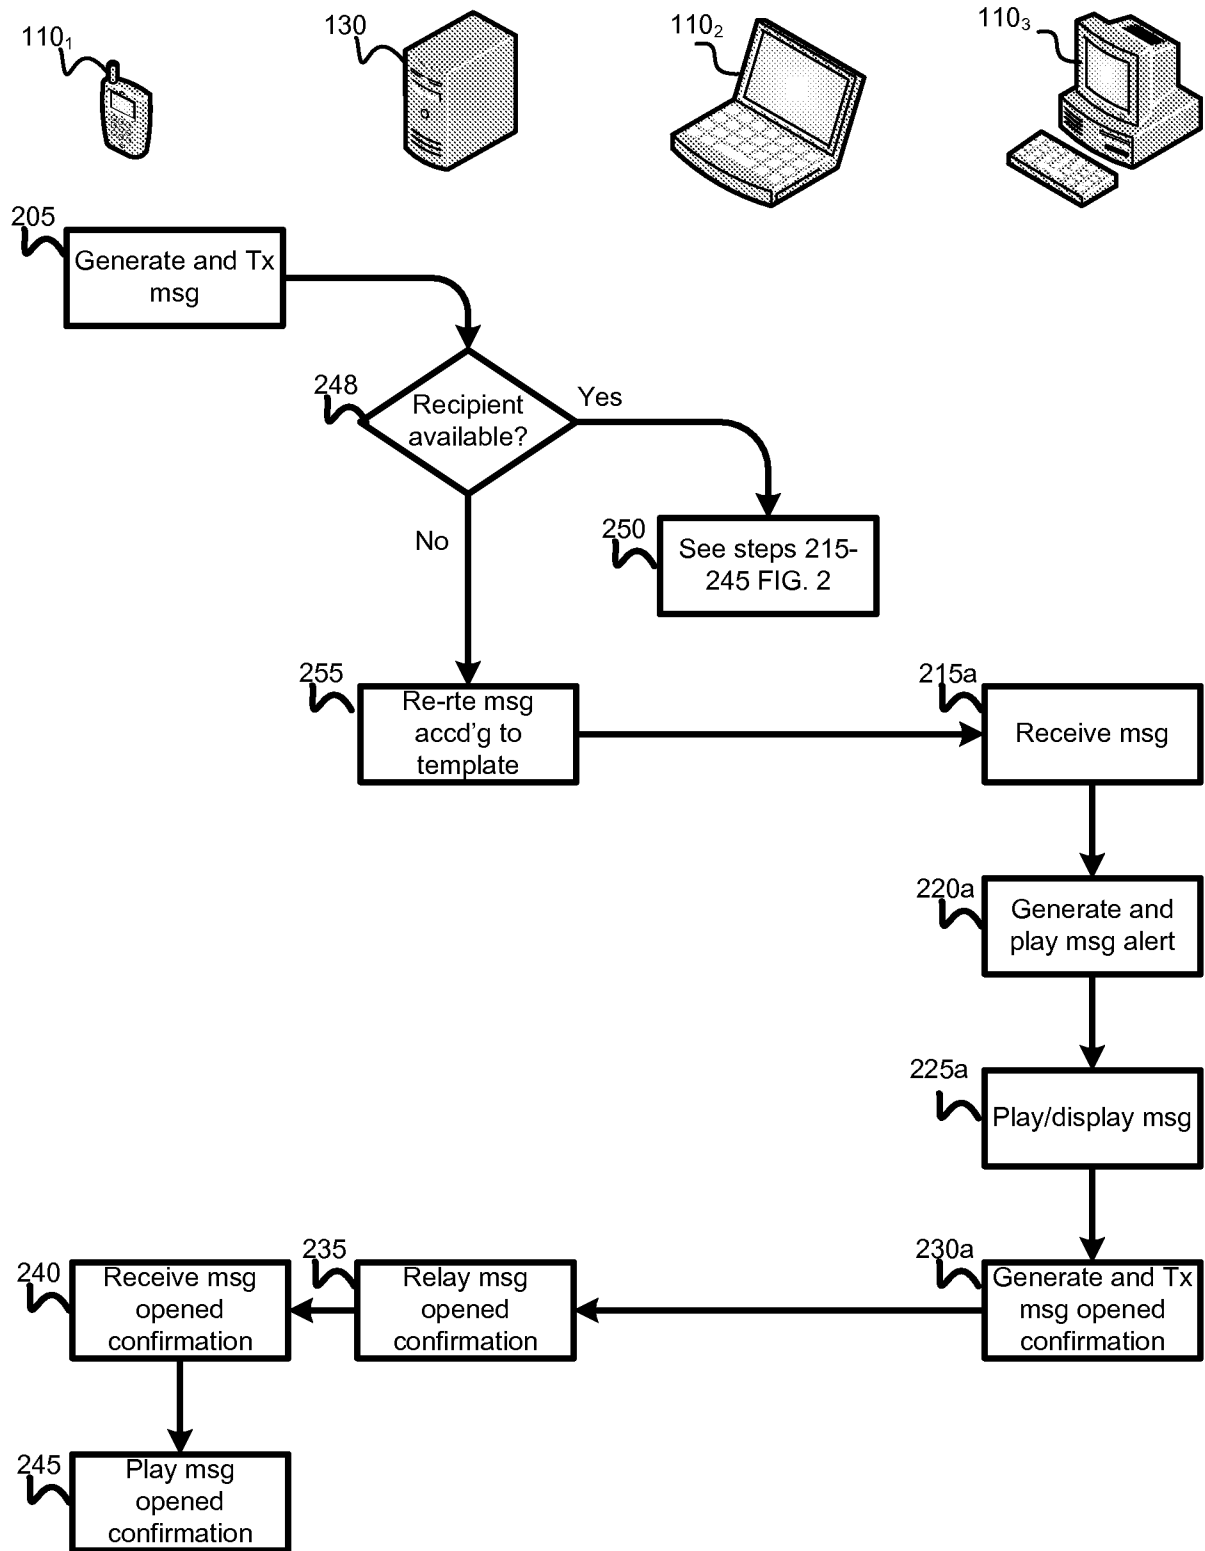 110₁
130
110₂
110₃
205
Generate and Tx
msg
248
Recipient
available?
Yes
No
250
See steps 215-
245 FIG. 2
255
Re-rte msg
accd'g to
template
215a
Receive msg
220a
Generate and
play msg alert
225a
Play/display msg
230a
Generate and Tx
msg opened
confirmation
235
Relay msg
opened
confirmation
240
Receive msg
opened
confirmation
245
Play msg
opened
confirmation